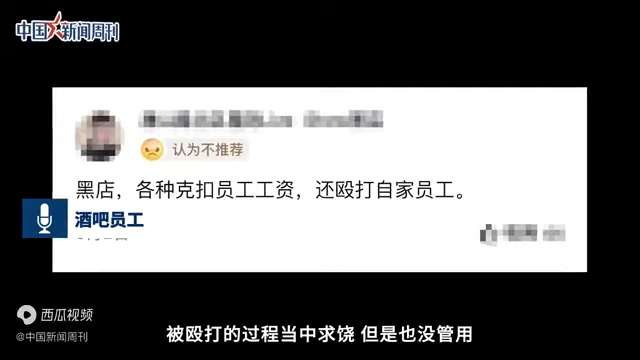 中国新闻周刊
认为不推荐
黑店，各种克扣员工工资，还殴打自家员工。
酒吧员工
西瓜视频
@中国新闻周刊
被殴打的过程当中求饶 但是也没管用